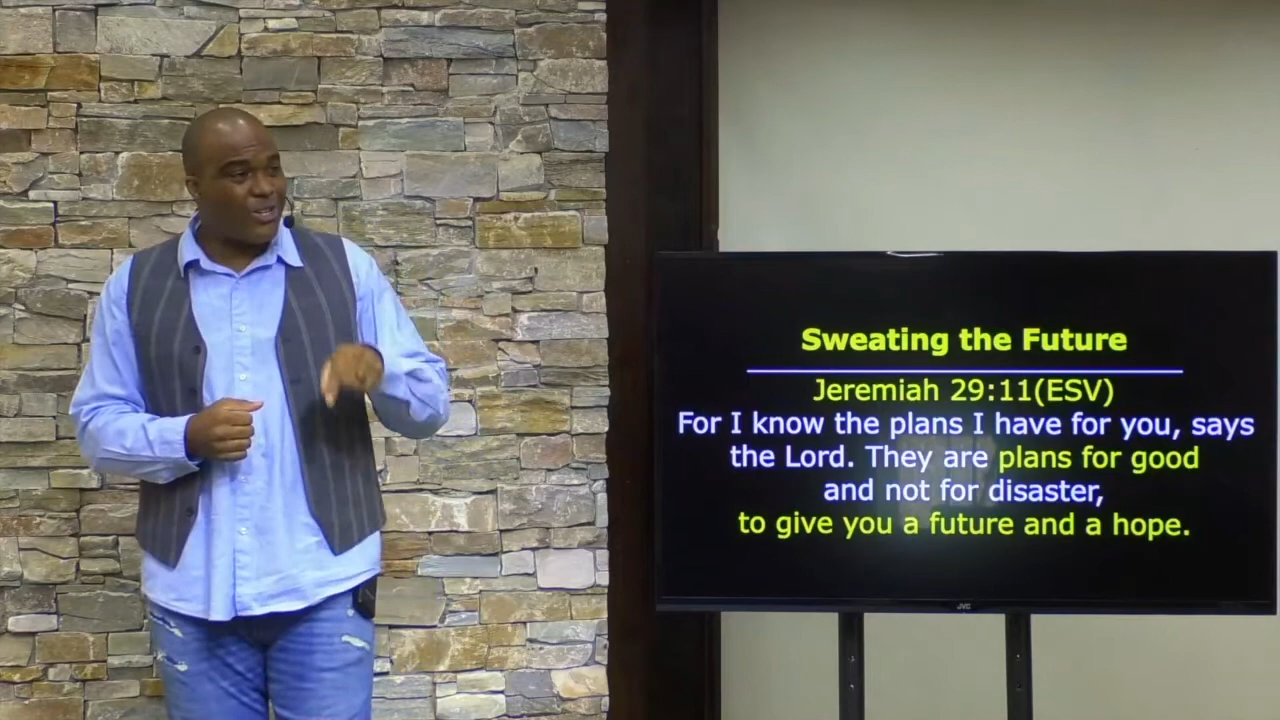 Sweating the Future
Jeremiah 29:11(ESV)
For I know the plans I have for you, says
the Lord. They are plans for good
and not for disaster,
to give you a future and a hope.
JVC